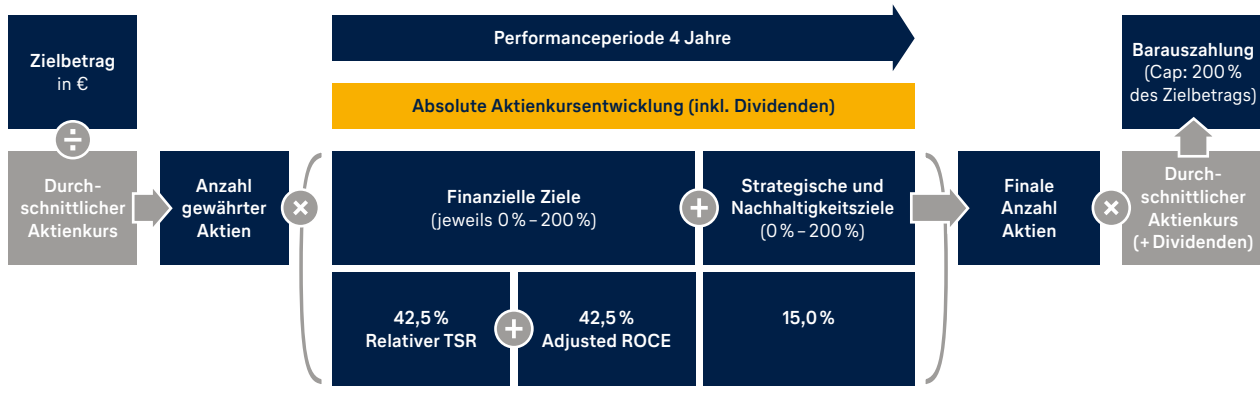 Zielbetrag
in €
÷
Durch-
schnittlicher
Aktienkurs
Anzahl
gewährter
Aktien
×
Performanceperiode 4 Jahre
Absolute Aktienkursentwicklung (inkl. Dividenden)
Finanzielle Ziele
(jeweils 0 % – 200 %)
+
Strategische und
Nachhaltigkeitsziele
(0 % – 200 %)
42,5 %
Relativer TSR
+
42,5 %
Adjusted ROCE
15,0 %
Finale
Anzahl
Aktien
×
Durch-
schnittlicher
Aktienkurs
(+ Dividenden)
Barauszahlung
(Cap: 200 %
des Zielbetrags)